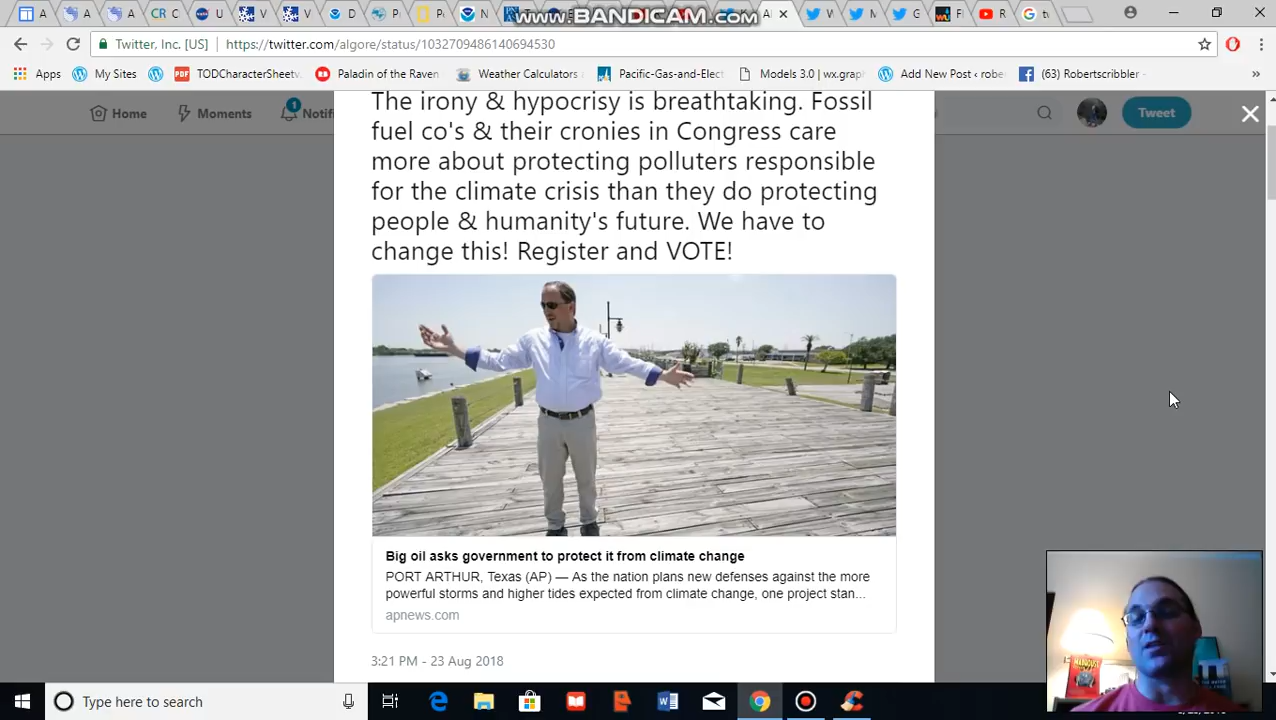 www.BANDICAM.com
Twitter, Inc. [US] https://twitter.com/algore/status/1032709486140694530
Apps My Sites TODCharacterSheet Paladin of the Raven Weather Calculators Pacific-Gas-and-Elect Models 3.0 | wx.grap Add New Post ‹ robe (63) Robertscribbler -
Home Moments 1 Notifi Tweet
The irony & hypocrisy is breathtaking. Fossil
fuel co's & their cronies in Congress care
more about protecting polluters responsible
for the climate crisis than they do protecting
people & humanity's future. We have to
change this! Register and VOTE!
Big oil asks government to protect it from climate change
PORT ARTHUR, Texas (AP) — As the nation plans new defenses against the more
powerful storms and higher tides expected from climate change, one project stan...
apnews.com
3:21 PM - 23 Aug 2018
Type here to search